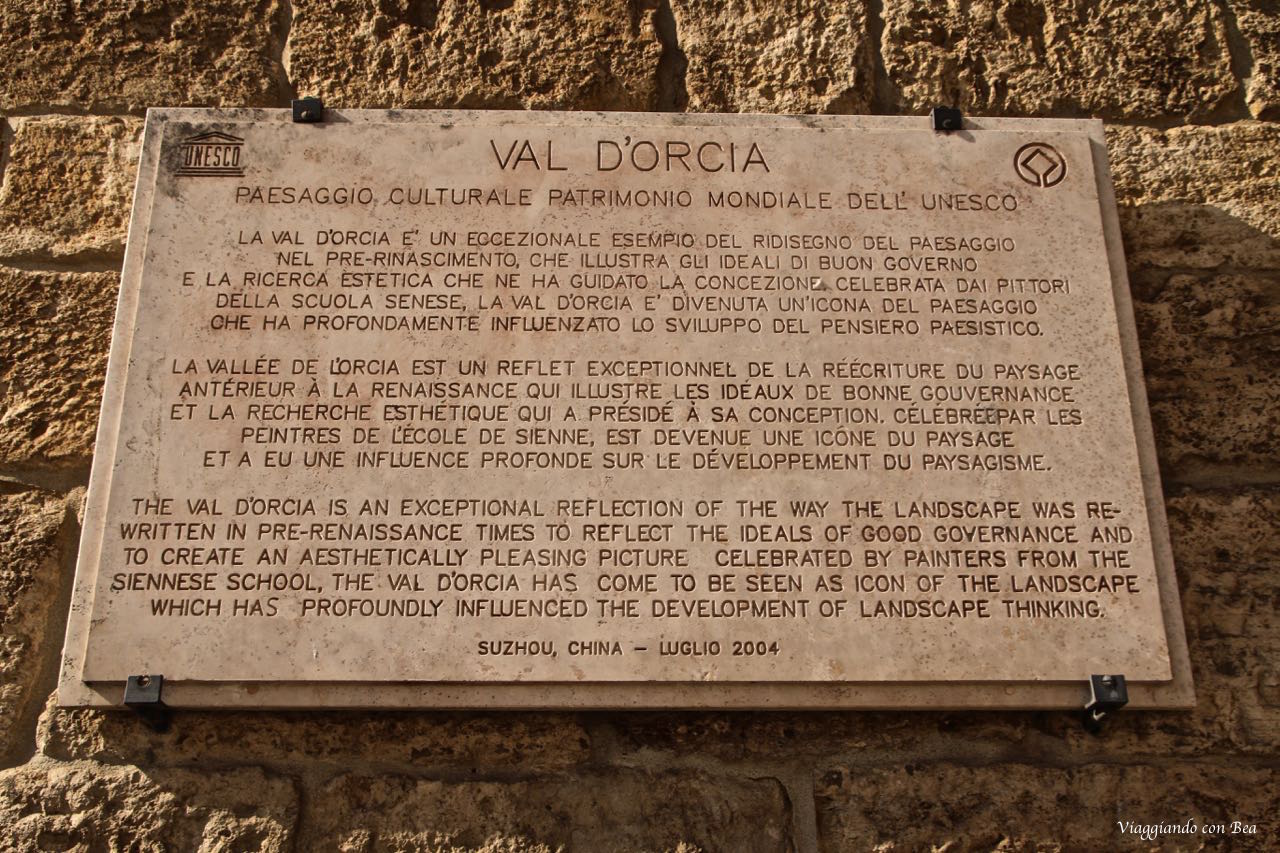 UNESCO
VAL D'ORCIA
PAESAGGIO CULTURALE PATRIMONIO MONDIALE DELL' UNESCO
LA VAL D'ORCIA E' UN ECCEZIONALE ESEMPIO DEL RIDISEGNO DEL PAESAGGIO
NEL PRE-RINASCIMENTO, CHE ILLUSTRA GLI IDEALI DI BUON GOVERNO
E LA RICERCA ESTETICA CHE NE HA GUIDATO LA CONCEZIONE. CELEBRATA DAI PITTORI
DELLA SCUOLA SENESE, LA VAL D'ORCIA E' DIVENUTA UN'ICONA DEL PAESAGGIO
CHE HA PROFONDAMENTE INFLUENZATO LO SVILUPPO DEL PENSIERO PAESISTICO.
LA VALLÉE DE L'ORCIA EST UN REFLET EXCEPTIONNEL DE LA RÉÉCRITURE DU PAYSAGE
ANTÉRIEUR À LA RENAISSANCE QUI ILLUSTRE LES IDÉAUX DE BONNE GOUVERNANCE
ET LA RECHERCHE ESTHÉTIQUE QUI A PRÉSIDÉ À SA CONCEPTION. CÉLÉBRÉEPAR LES
PEINTRES DE L'ÉCOLE DE SIENNE, EST DEVENUE UNE ICÔNE DU PAYSAGE
ET A EU UNE INFLUENCE PROFONDE SUR LE DÉVELOPPEMENT DU PAYSAGISME.
THE VAL D'ORCIA IS AN EXCEPTIONAL REFLECTION OF THE WAY THE LANDSCAPE WAS RE-
WRITTEN IN PRE-RENAISSANCE TIMES TO REFLECT THE IDEALS OF GOOD GOVERNANCE AND
TO CREATE AN AESTHETICALLY PLEASING PICTURE CELEBRATED BY PAINTERS FROM THE
SIENNESE SCHOOL, THE VAL D'ORCIA HAS COME TO BE SEEN AS ICON OF THE LANDSCAPE
WHICH HAS PROFOUNDLY INFLUENCED THE DEVELOPMENT OF LANDSCAPE THINKING.
SUZHOU, CHINA – LUGLIO 2004
Viaggiando con Bea